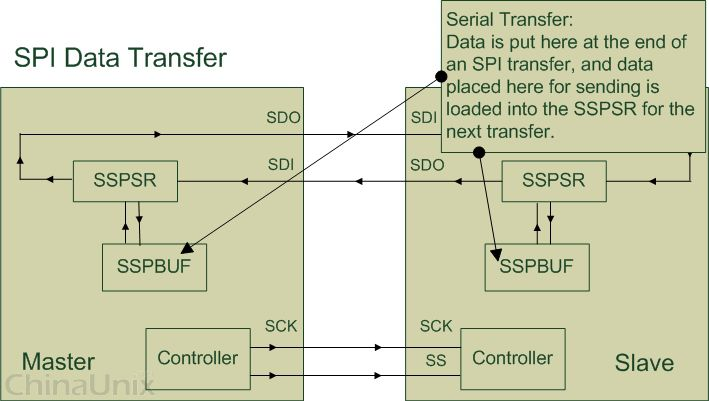 Serial Transfer:
Data is put here at the end of
an SPI transfer, and data
placed here for sending is
loaded into the SSPSR for the
next transfer.
SPI Data Transfer
SDO
SDI
SDI
SDO
SSPSR
SSPSR
SSPBUF
SSPBUF
SCK
SCK
Master
Controller
SS
Controller
Slave
ChinaUnix